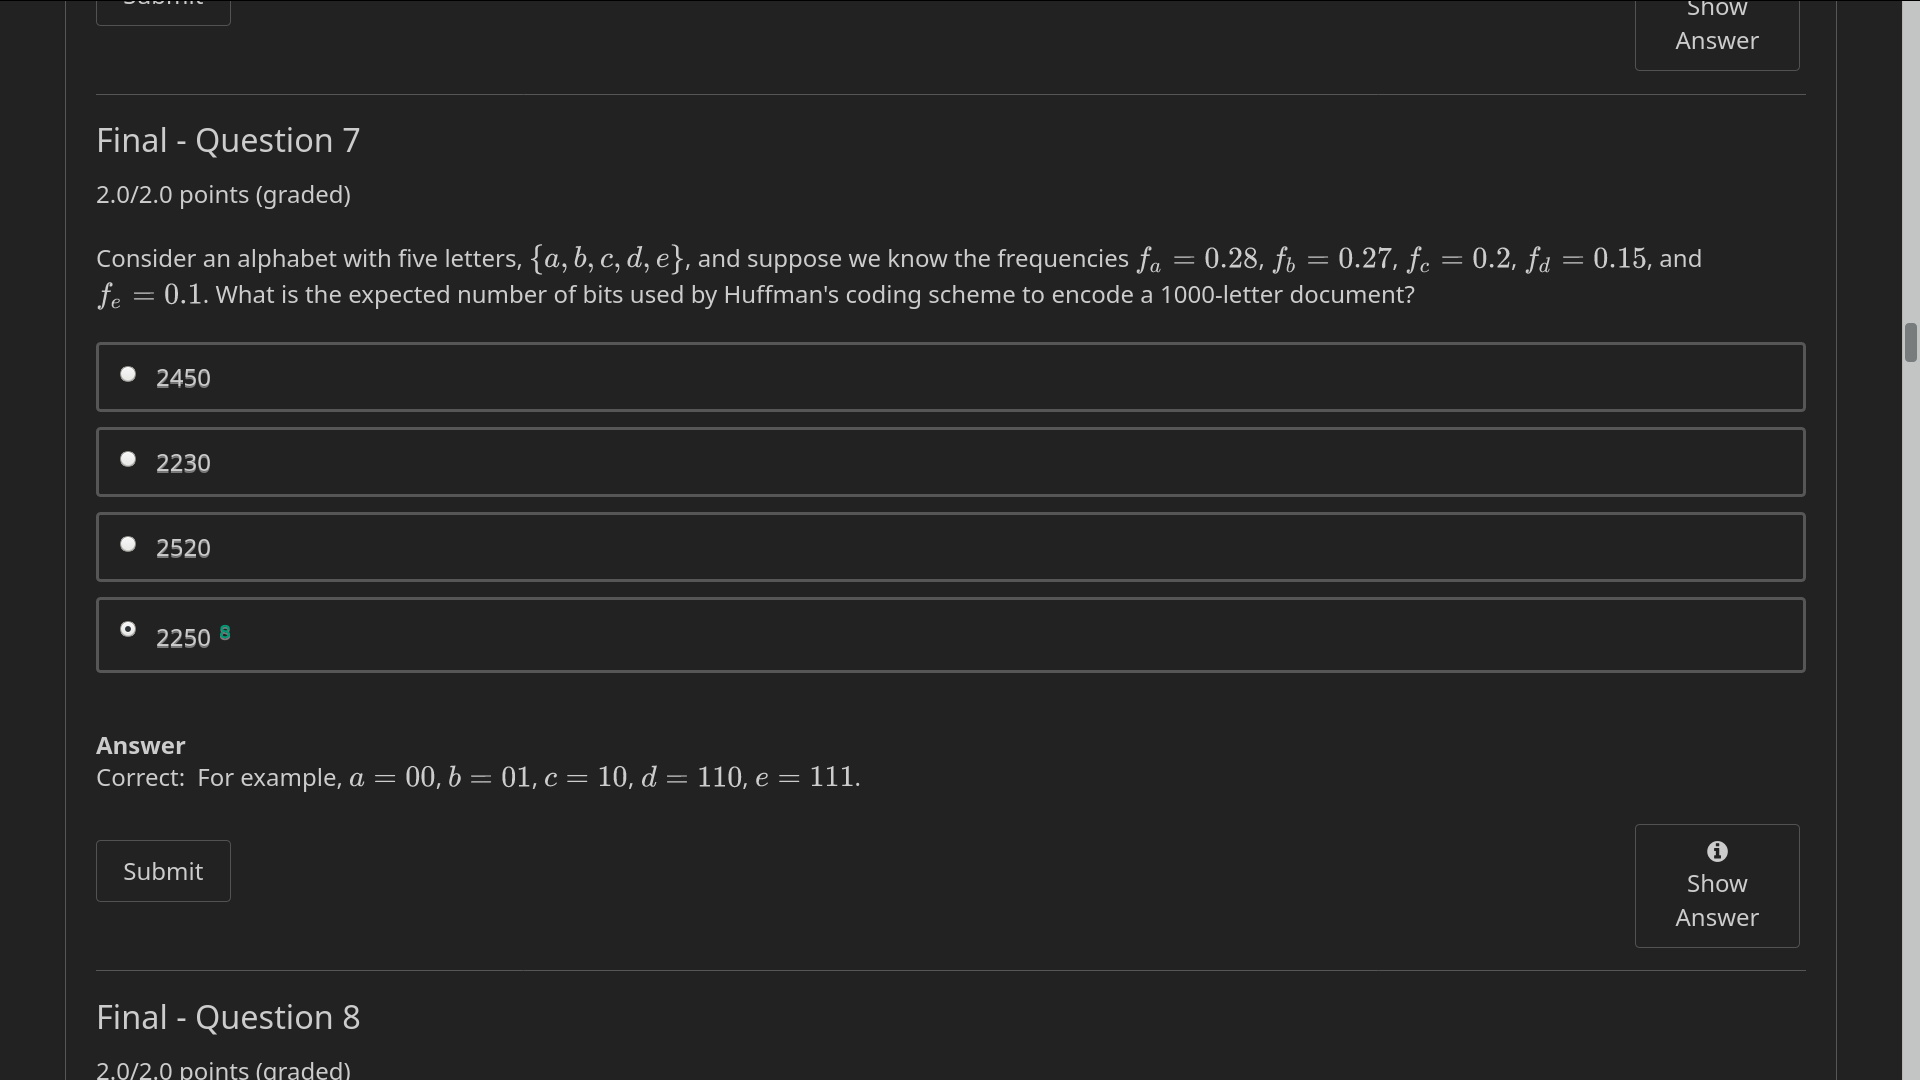 Submit
Show
Answer
Final - Question 7
2.0/2.0 points (graded)
Consider an alphabet with five letters, {a, b, c, d, e}, and suppose we know the frequencies f_a = 0.28, f_b = 0.27, f_c = 0.2, f_d = 0.15, and
f_e = 0.1. What is the expected number of bits used by Huffman's coding scheme to encode a 1000-letter document?
2450
2230
2520
2250 8
Answer
Correct: For example, a = 00, b = 01, c = 10, d = 110, e = 111.
Submit
Show
Answer
Final - Question 8
2.0/2.0 points (graded)